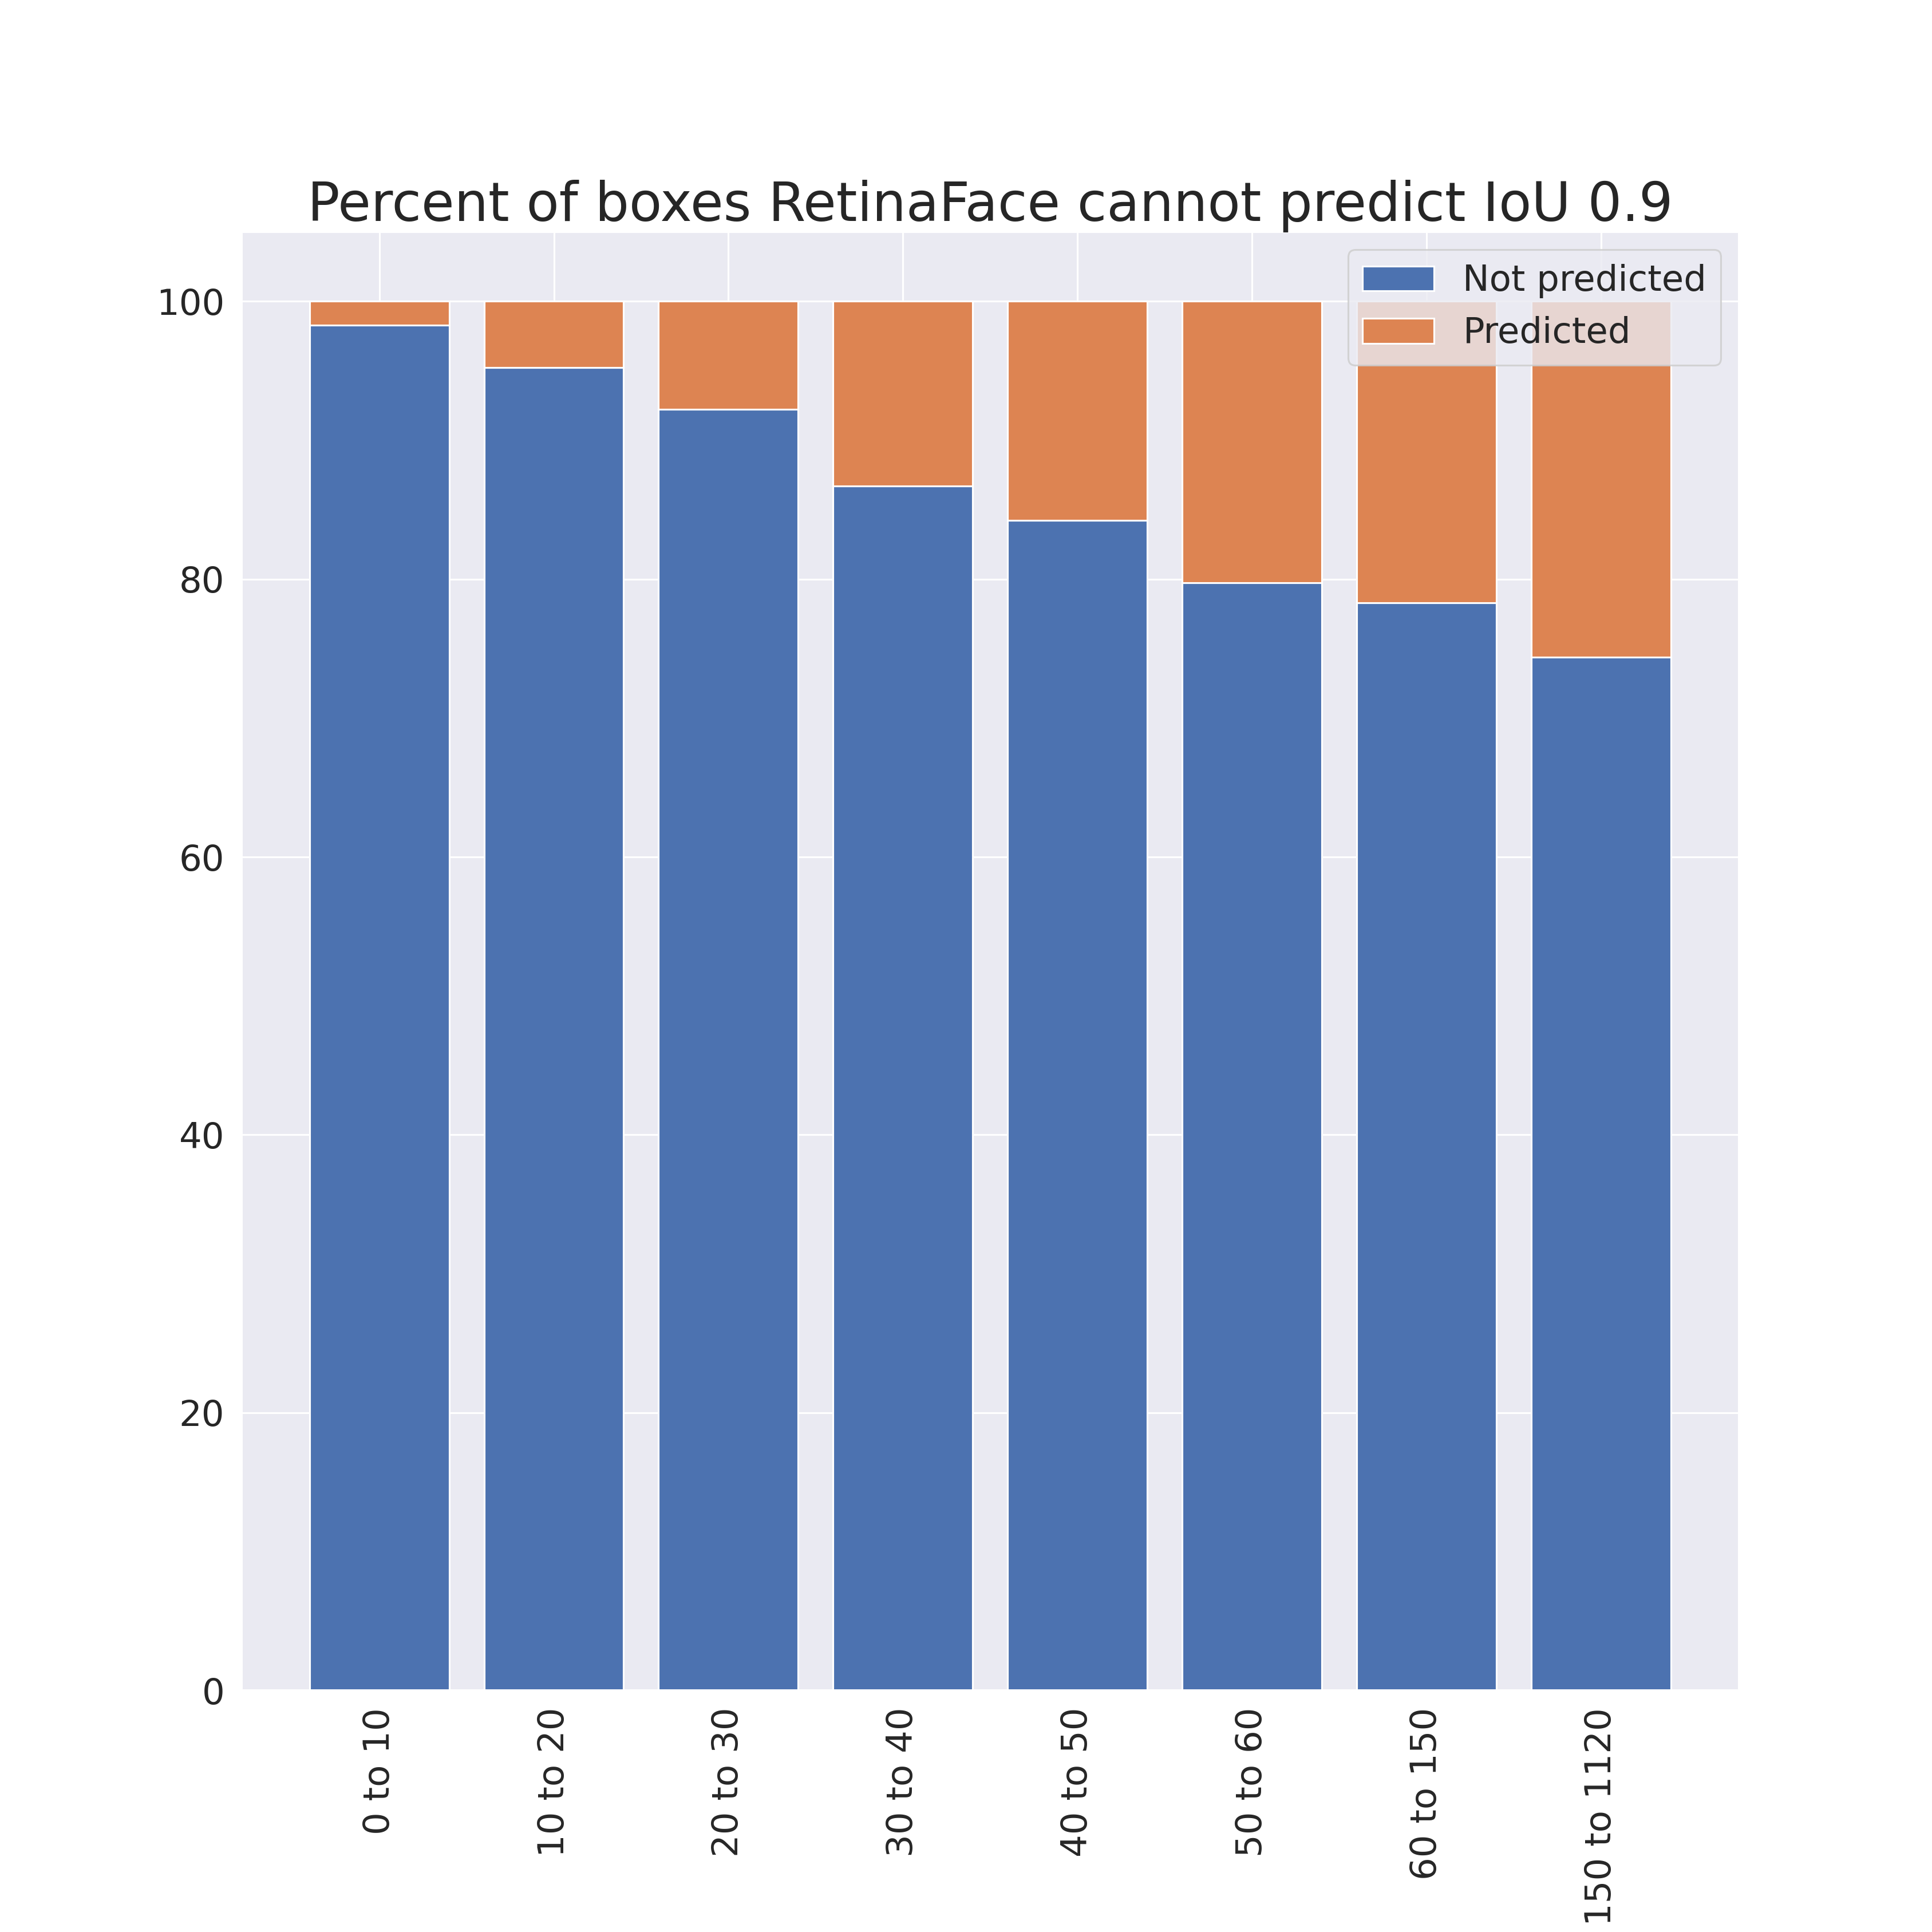 Percent of boxes RetinaFace cannot predict IoU 0.9
Not predicted
Predicted
100
80
60
40
20
0
0 to 10
10 to 20
20 to 30
30 to 40
40 to 50
50 to 60
60 to 150
150 to 1120